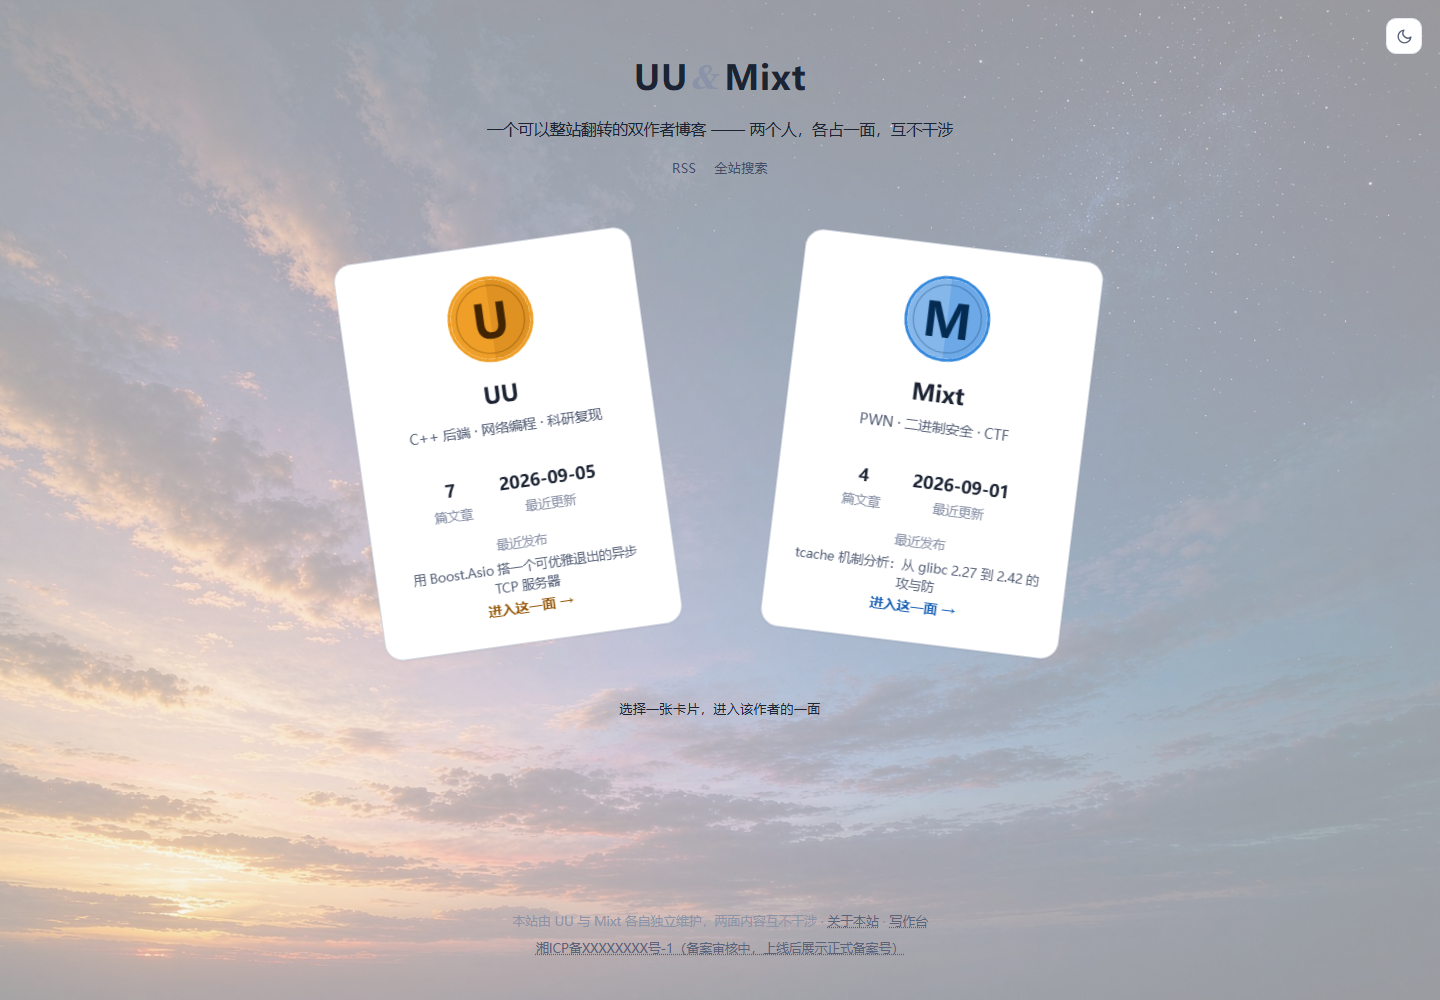 UU & Mixt
一个可以整站翻转的双作者博客 —— 两个人，各占一面，互不干涉
RSS 全站搜索
U
UU
C++ 后端 · 网络编程 · 科研复现
7 2026-09-05
篇文章 最近更新
最近发布
用 Boost.Asio 搭一个可优雅退出的异步
TCP 服务器
进入这一面 →
M
Mixt
PWN · 二进制安全 · CTF
4 2026-09-01
篇文章 最近更新
最近发布
tcache 机制分析：从 glibc 2.27 到 2.42 的
攻与防
进入这一面 →
选择一张卡片，进入该作者的一面
本站由 UU 与 Mixt 各自独立维护，两面内容互不干涉 · 关于本站 · 写作台
湘ICP备XXXXXXXX号-1（备案审核中，上线后展示正式备案号）